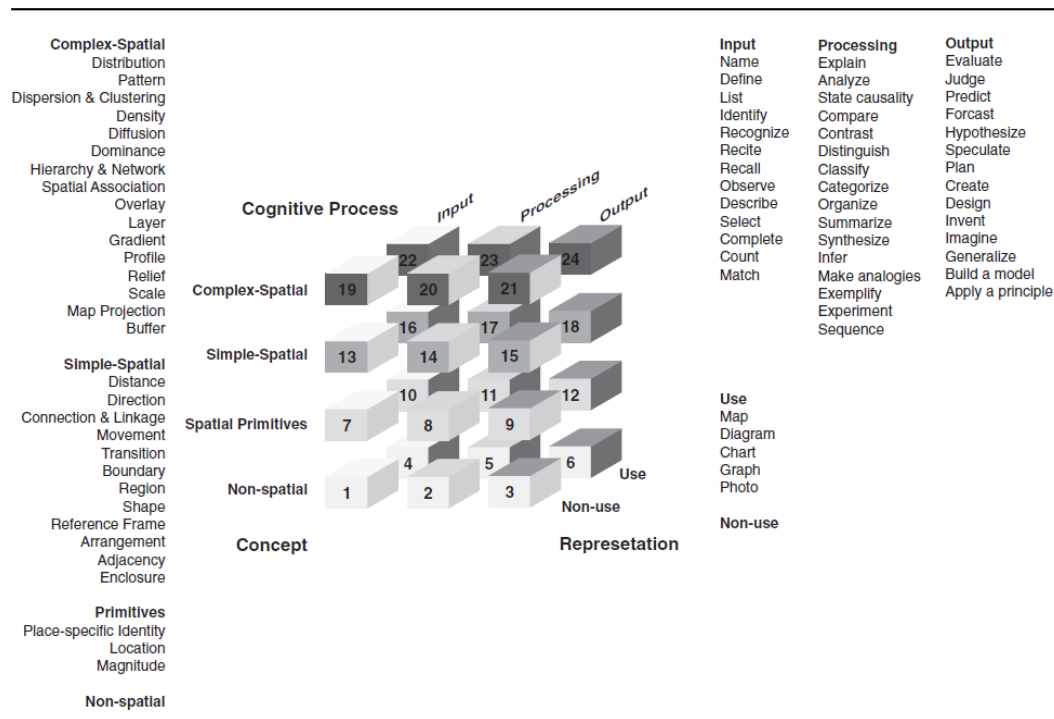 Complex-Spatial
Distribution
Pattern
Dispersion & Clustering
Density
Diffusion
Dominance
Hierarchy & Network
Spatial Association
Overlay
Layer
Gradient
Profile
Relief
Scale
Map Projection
Buffer
Simple-Spatial
Distance
Direction
Connection & Linkage
Movement
Transition
Boundary
Region
Shape
Reference Frame
Arrangement
Adjacency
Enclosure
Primitives
Place-specific Identity
Location
Magnitude
Non-spatial
Cognitive Process
Input
Processing
Output
22
23
24
Complex-Spatial
19
20
21
16
17
18
Simple-Spatial
13
14
15
10
11
12
Spatial Primitives
7
8
9
4
5
6
Use
Non-spatial
1
2
3
Non-use
Concept
Represetation
Input
Name
Define
List
Identify
Recognize
Recite
Recall
Observe
Describe
Select
Complete
Count
Match
Processing
Explain
Analyze
State causality
Compare
Contrast
Distinguish
Classify
Categorize
Organize
Summarize
Synthesize
Infer
Make analogies
Exemplify
Experiment
Sequence
Output
Evaluate
Judge
Predict
Forcast
Hypothesize
Speculate
Plan
Create
Design
Invent
Imagine
Generalize
Build a model
Apply a principle
Use
Map
Diagram
Chart
Graph
Photo
Non-use